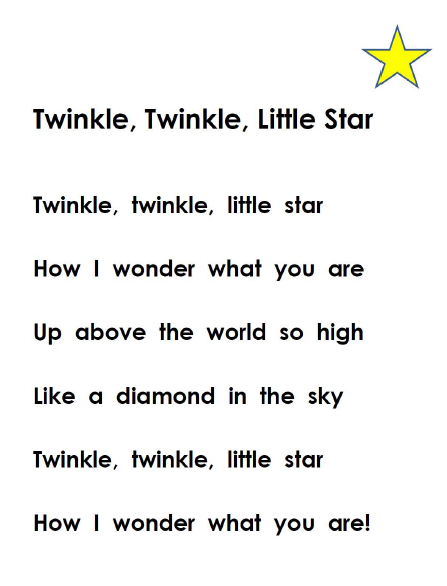 Twinkle, Twinkle, Little Star
Twinkle, twinkle, little star
How I wonder what you are
Up above the world so high
Like a diamond in the sky
Twinkle, twinkle, little star
How I wonder what you are!